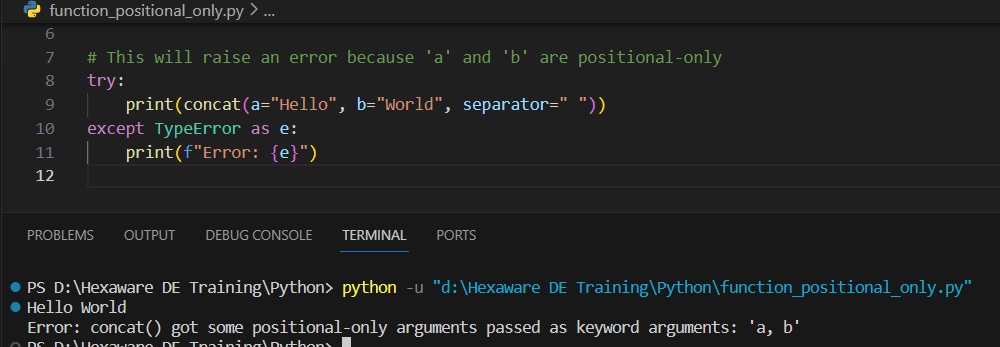 function_positional_only.py > ...
6
7 # This will raise an error because 'a' and 'b' are positional-only
8 try:
9     print(concat(a="Hello", b="World", separator=" "))
10 except TypeError as e:
11     print(f"Error: {e}")
12
PROBLEMS OUTPUT DEBUG CONSOLE TERMINAL PORTS
PS D:\Hexaware DE Training\Python> python -u "d:\Hexaware DE Training\Python\function_positional_only.py"
Hello World
Error: concat() got some positional-only arguments passed as keyword arguments: 'a, b'
PS D:\Hexaware DE Training\Python>